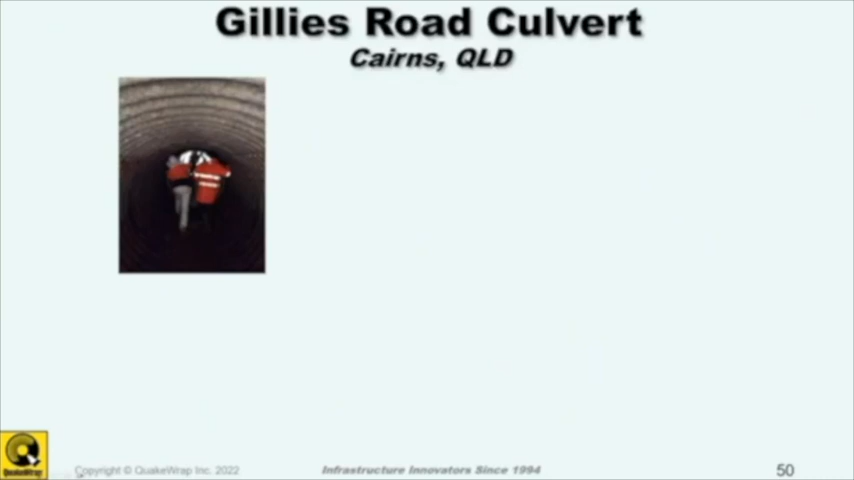 Gillies Road Culvert
Cairns, QLD
QuakeWrap
Copyright © QuakeWrap Inc. 2022
Infrastructure Innovators Since 1994
50